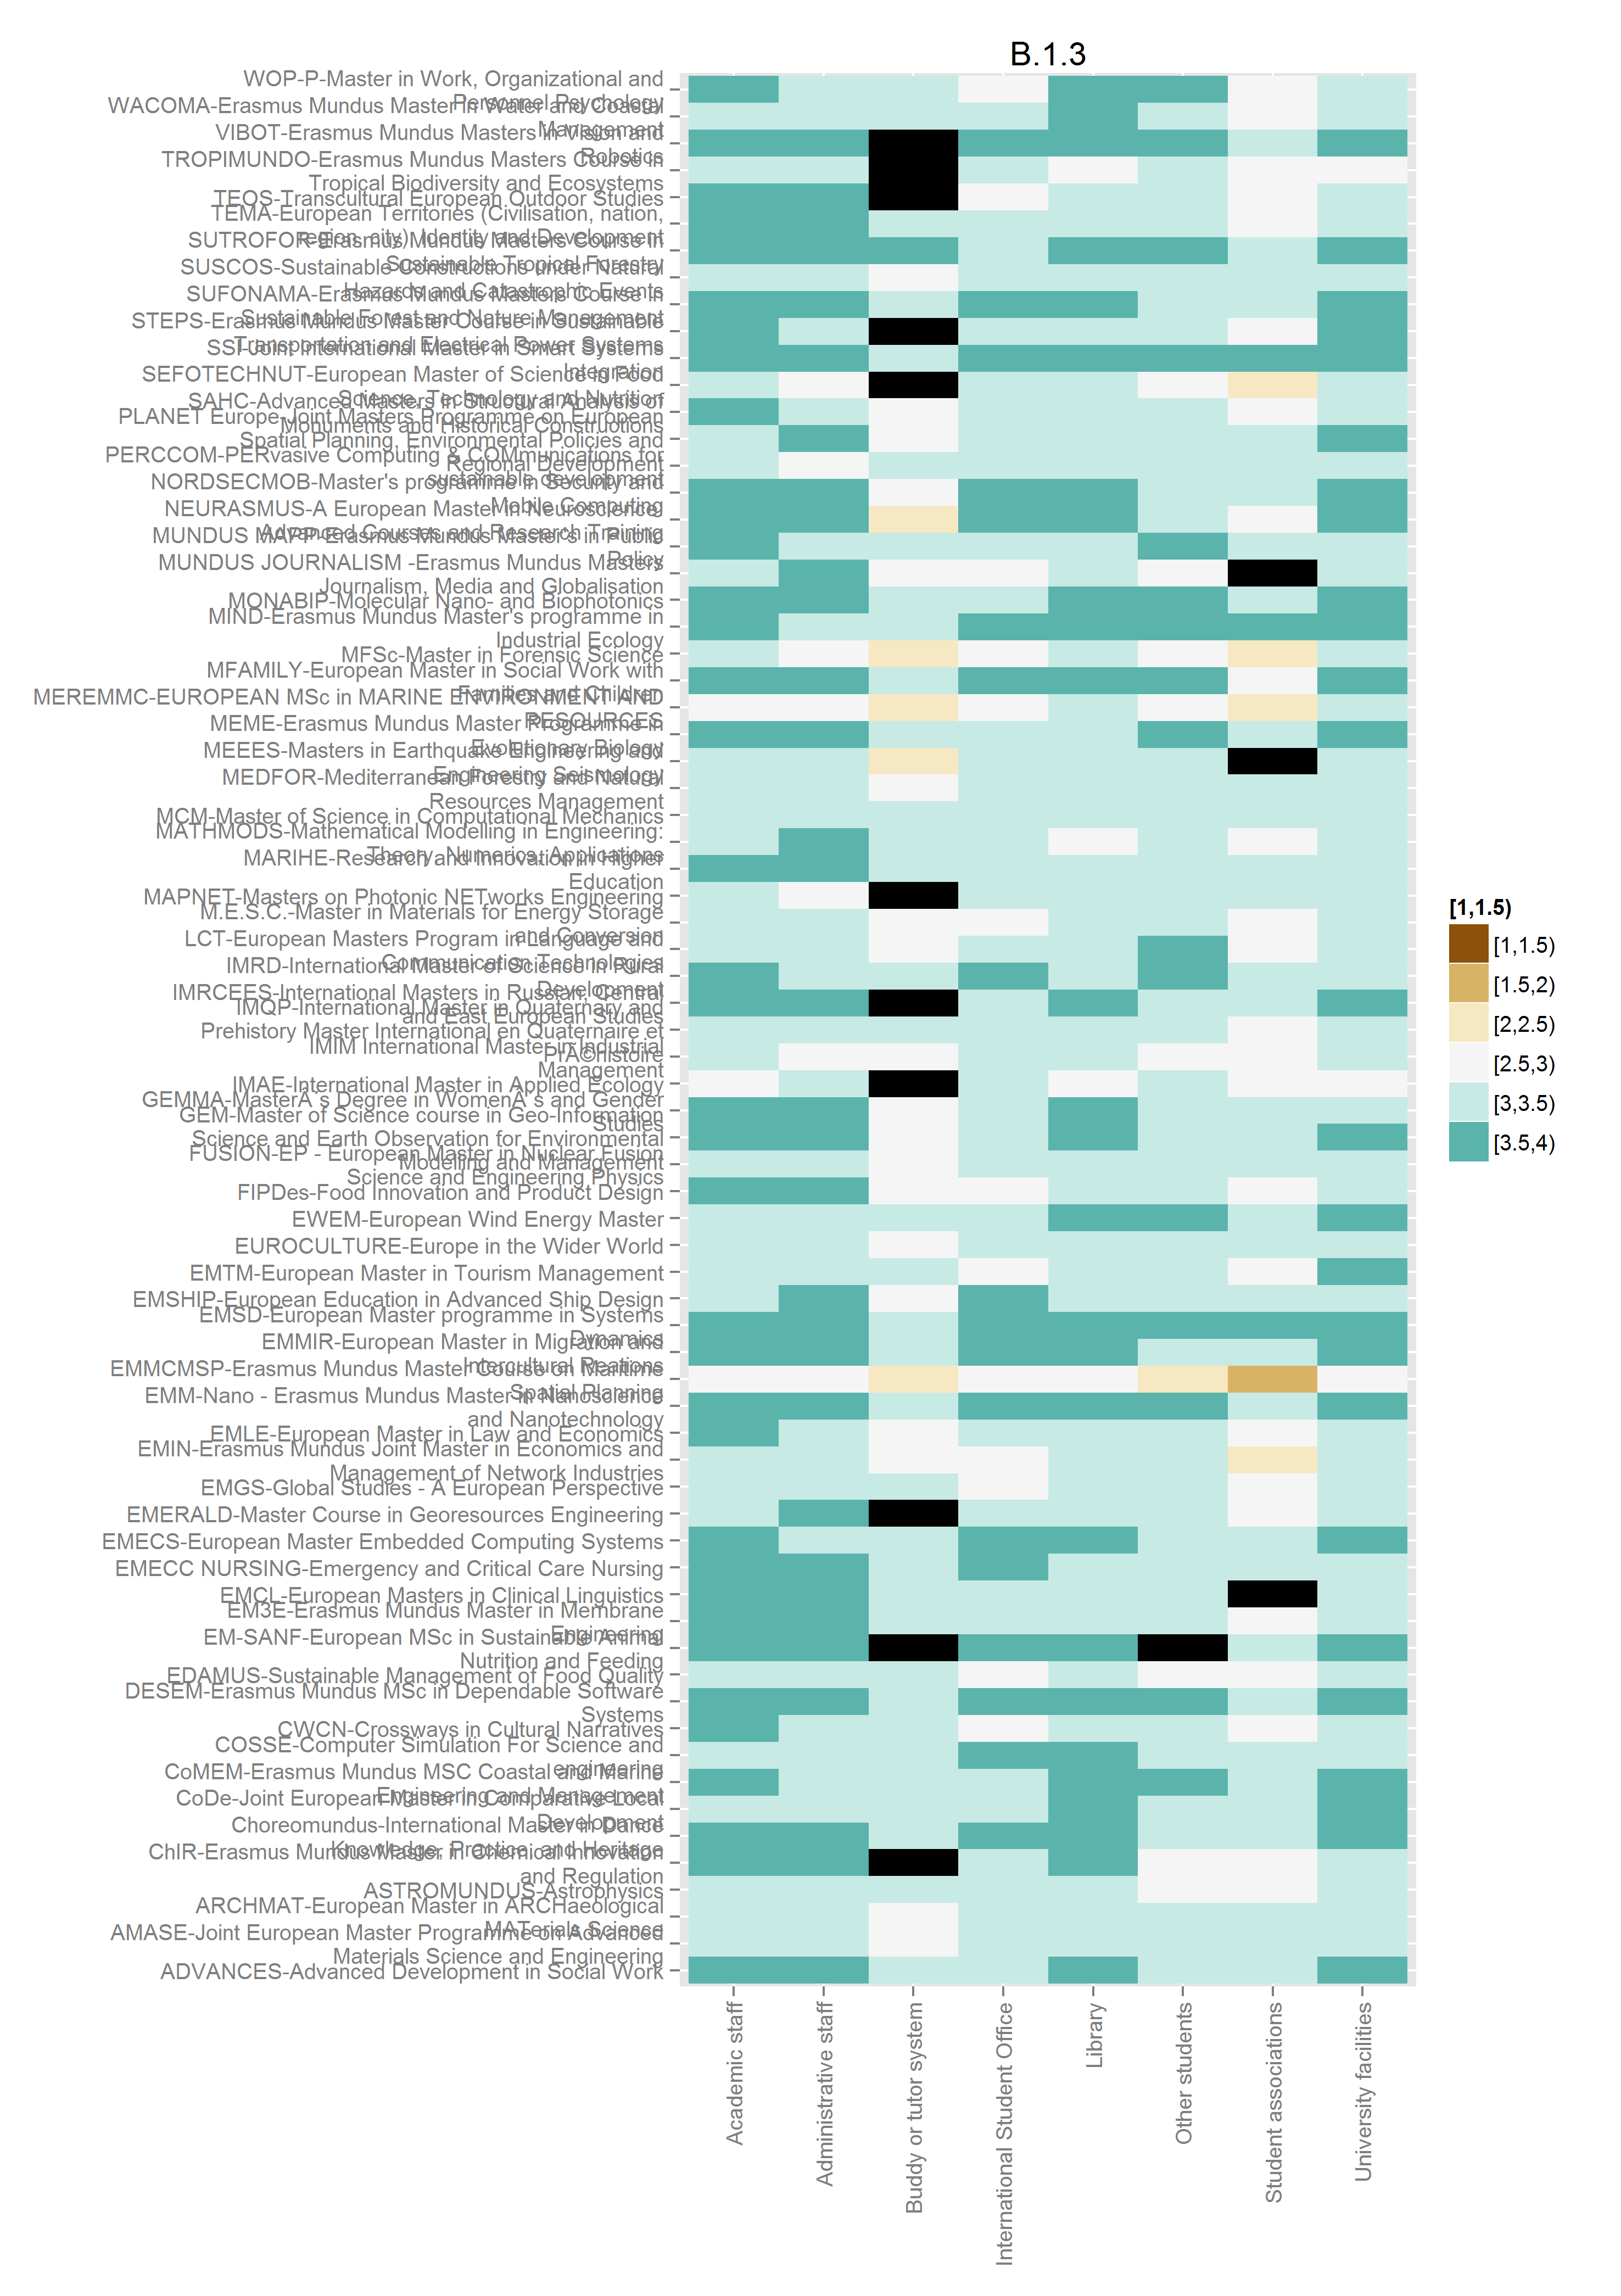 B.1.3
WOP-P-Master in Work, Organizational and
Personnel Psychology
WACOMA-Erasmus Mundus Master in Water and Coastal
Management
VIBOT-Erasmus Mundus Masters in Vision and
Robotics
TROPIMUNDO-Erasmus Mundus Masters Course in
Tropical Biodiversity and Ecosystems
TEOS-Transcultural European Outdoor Studies
TEMA-European Territories (Civilisation, nation,
region, city) Identity and Development
SUTROFOR-Erasmus Mundus Masters Course in
Sustainable Tropical Forestry
SUSCOS-Sustainable Constructions under Natural
Hazards and Catastrophic Events
SUFONAMA-Erasmus Mundus Masters Course in
Sustainable Forest and Nature Management
STEPS-Erasmus Mundus Master Course in Sustainable
Transportation and Electrical Power Systems
SSI-Joint International Master in Smart Systems
Integration
SEFOTECHNUT-European Master of Science in Food
Science, Technology and Nutrition
SAHC-Advanced Masters in Structural Analysis of
Monuments and Historical Constructions
PLANET Europe-Joint Masters Programme on European
Spatial Planning, Environmental Policies and
Regional Development
PERCCOM-PERvasive Computing & COMmunications for
sustainable development
NORDSECMOB-Master's programme in Security and
Mobile Computing
NEURASMUS-A European Master in Neuroscience:
Advanced Courses and Research Training
MUNDUS MAPP-Erasmus Mundus Master's in Public
Policy
MUNDUS JOURNALISM -Erasmus Mundus Masters
Journalism, Media and Globalisation
MONABIP-Molecular Nano- and Biophotonics
MIND-Erasmus Mundus Master's programme in
Industrial Ecology
MFSc-Master in Forensic Science
MFAMILY-European Master in Social Work with
Families and Children
MEREMMC-EUROPEAN MSc in MARINE ENVIRONMENT AND
RESOURCES
MEME-Erasmus Mundus Master Programme in
Evolutionary Biology
MEEES-Masters in Earthquake Engineering and
Engineering Seismology
MEDFOR-Mediterranean Forestry and Natural
Resources Management
MCM-Master of Science in Computational Mechanics
MATHMODS-Mathematical Modelling in Engineering:
Theory, Numerics, Applications
MARIHE-Research and Innovation in Higher
Education
MAPNET-Masters on Photonic NETworks Engineering
M.E.S.C.-Master in Materials for Energy Storage
and Conversion
LCT-European Masters Program in Language and
Communication Technologies
IMRD-International Master of Science in Rural
Development
IMRCEES-International Masters in Russian, Central
and East European Studies
IMQP-International Master in Quaternary and
Prehistory Master International en Quaternaire et
PrÃ©histoire
IMIM International Master in Industrial
Management
IMAE-International Master in Applied Ecology
GEMMA-MasterÂ´s Degree in WomenÂ´s and Gender
Studies
GEM-Master of Science course in Geo-Information
Science and Earth Observation for Environmental
Modelling and Management
FUSION-EP - European Master in Nuclear Fusion
Science and Engineering Physics
FIPDes-Food Innovation and Product Design
EWEM-European Wind Energy Master
EUROCULTURE-Europe in the Wider World
EMTM-European Master in Tourism Management
EMSHIP-European Education in Advanced Ship Design
EMSD-European Master programme in Systems
Dynamics
EMMIR-European Master in Migration and
Intercultural Reations
EMMCMSP-Erasmus Mundus Master Course on Maritime
Spatial Planning
EMM-Nano - Erasmus Mundus Master in Nanoscience
and Nanotechnology
EMLE-European Master in Law and Economics
EMIN-Erasmus Mundus Joint Master in Economics and
Management of Network Industries
EMGS-Global Studies - A European Perspective
EMERALD-Master Course in Georesources Engineering
EMECS-European Master Embedded Computing Systems
EMECC NURSING-Emergency and Critical Care Nursing
EMCL-European Masters in Clinical Linguistics
EM3E-Erasmus Mundus Master in Membrane
Engineering
EM-SANF-European MSc in Sustainable Animal
Nutrition and Feeding
EDAMUS-Sustainable Management of Food Quality
DESEM-Erasmus Mundus MSc in Dependable Software
Systems
CWCN-Crossways in Cultural Narratives
COSSE-Computer Simulation For Science and
engineering
CoMEM-Erasmus Mundus MSC Coastal and Marine
Engineering and Management
CoDe-Joint European Master in Comparative Local
Development
Choreomundus-International Master in Dance
Knowledge, Practice, and Heritage
ChIR-Erasmus Mundus Master in Chemical Innovation
and Regulation
ASTROMUNDUS-Astrophysics
ARCHMAT-European Master in ARCHaeological
MATerials Science
AMASE-Joint European Master Programme on Advanced
Materials Science and Engineering
ADVANCES-Advanced Development in Social Work
Academic staff
Administrative staff
Buddy or tutor system
International Student Office
Library
Other students
Student associations
University facilities
[1,1.5)
[1,1.5)
[1.5,2)
[2,2.5)
[2.5,3)
[3,3.5)
[3.5,4)